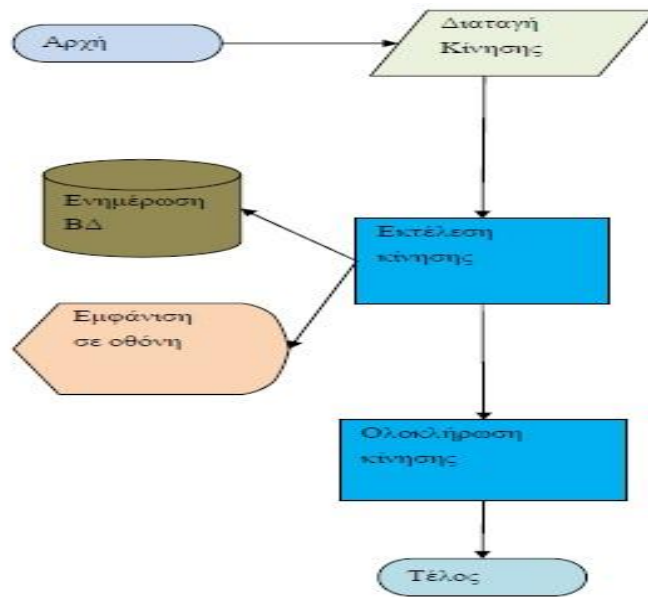 Αρχή
Διαταγή
Κίνησης
Ενημέρωση
ΒΔ
Εκτέλεση
κίνησης
Εμφάνιση
σε οθόνη
Ολοκλήρωση
κίνησης
Τέλος